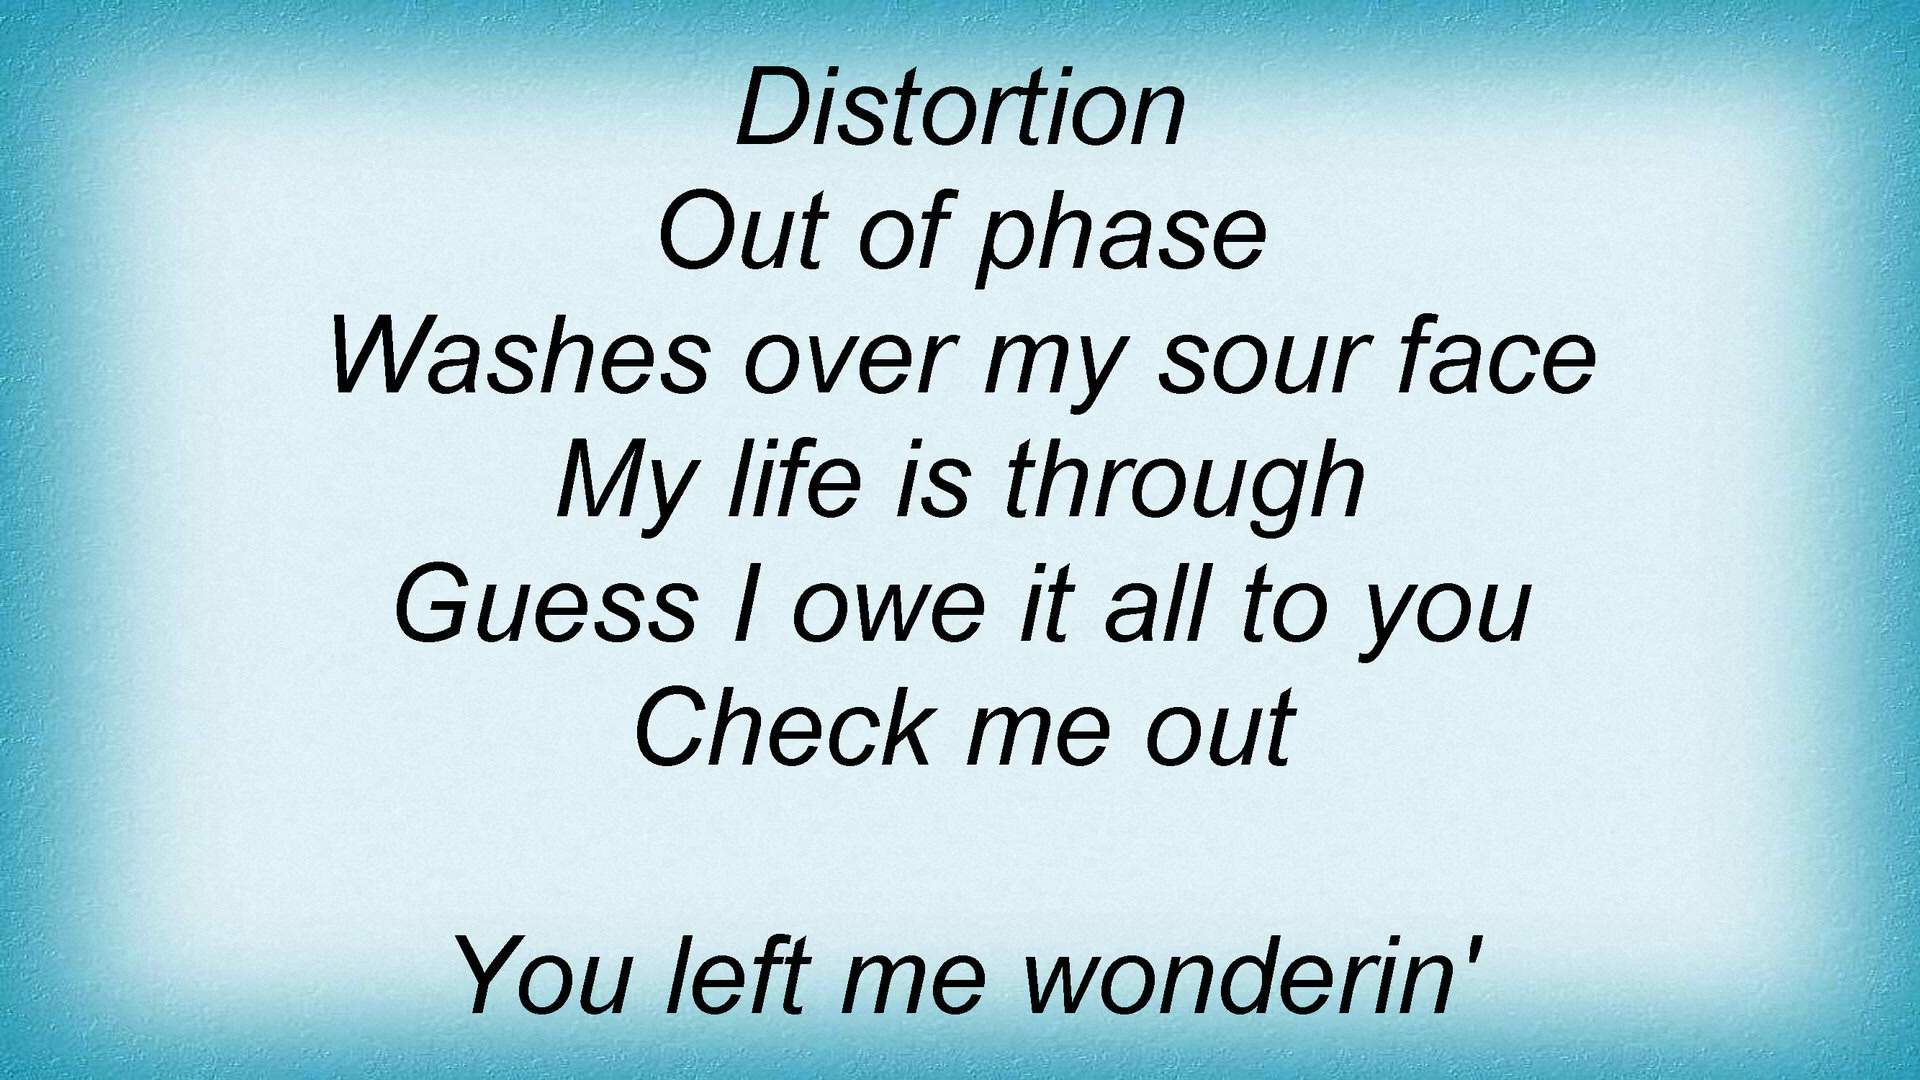 Distortion
Out of phase
Washes over my sour face
My life is through
Guess I owe it all to you
Check me out
You left me wonderin'